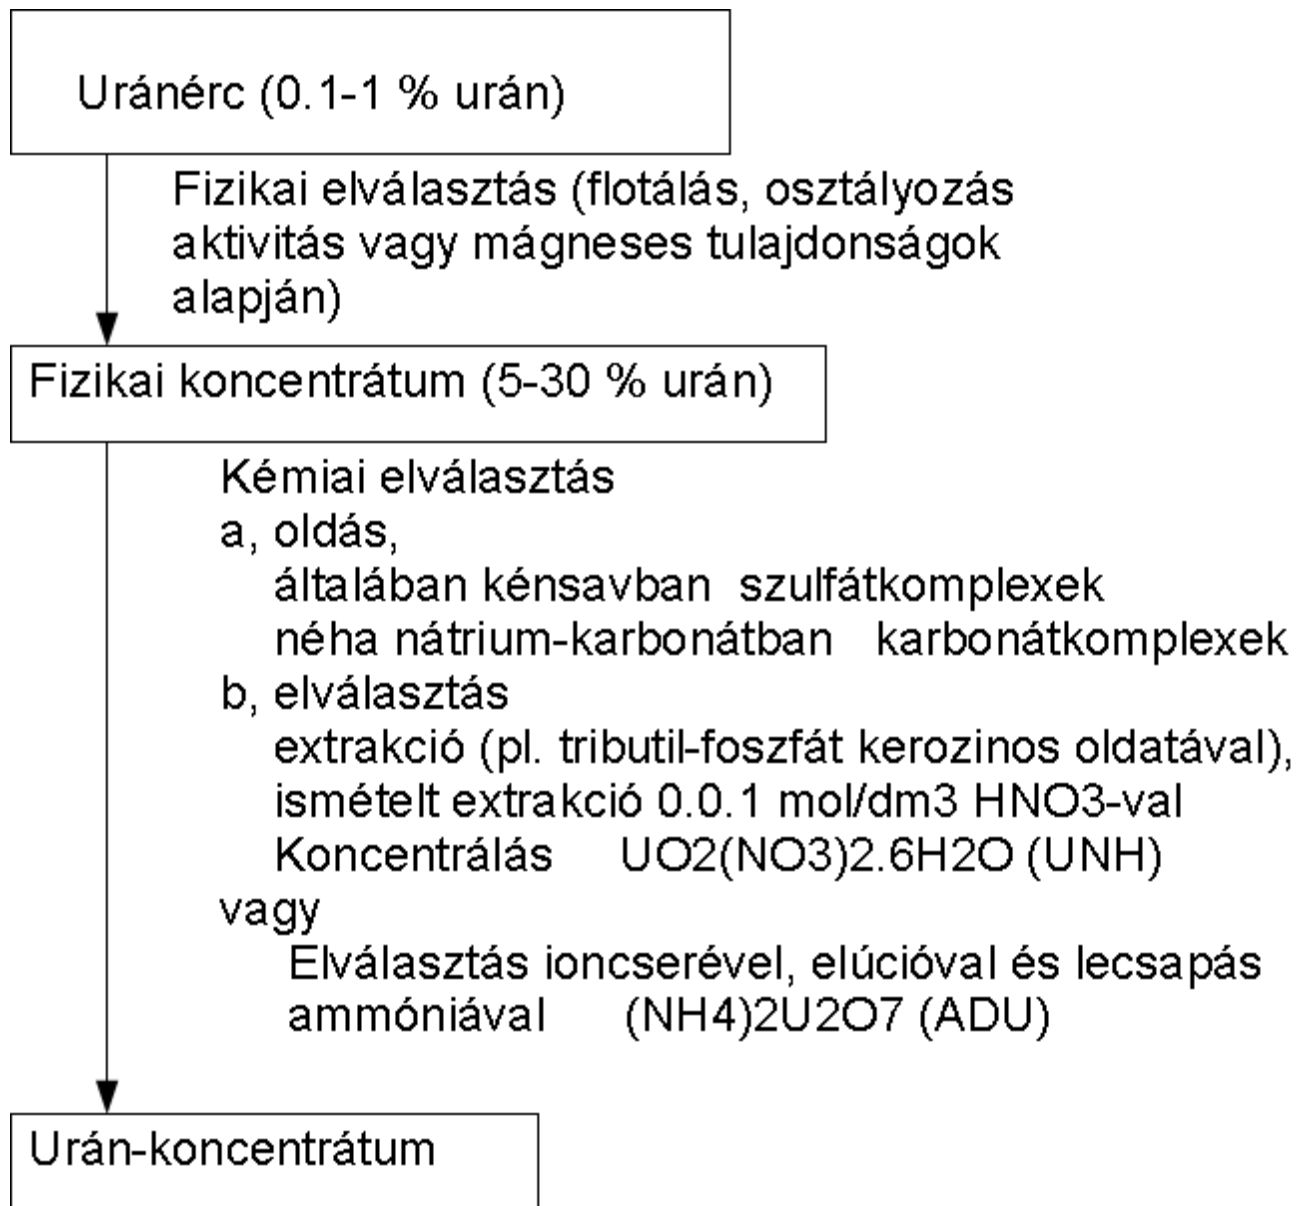 Uránérc (0.1-1 % urán)
Fizikai elválasztás (flotálás, osztályozás
aktivitás vagy mágneses tulajdonságok
alapján)
Fizikai koncentrátum (5-30 % urán)
Kémiai elválasztás
a, oldás,
általában kénsavban szulfátkomplexek
néha nátrium-karbonátban karbonátkomplexek
b, elválasztás
extrakció (pl. tributil-foszfát kerozinos oldatával),
ismételt extrakció 0.0.1 mol/dm3 HNO3-val
Koncentrálás UO2(NO3)2.6H2O (UNH)
vagy
Elválasztás ioncserével, elúcióval és lecsapás
ammóniával (NH4)2U2O7 (ADU)
Urán-koncentrátum